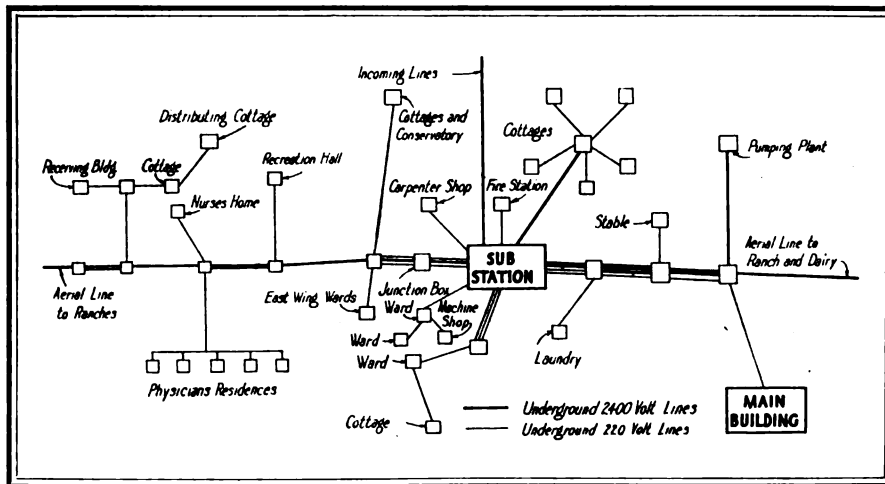 Incoming Lines
Distributing Cottage
Cottages and
Conservatory
Cottages
Pumping Plant
Receiving Bldg.
Cottage
Recreation Hall
Nurses Home
Carpenter Shop
Fire Station
Stable
SUB
STATION
Aerial Line to
Ranch and Dairy
Aerial Line
to Ranches
East Wing Wards
Junction Box
Ward
Machine
Shop
Ward
Ward
Laundry
Physicians Residences
Cottage
Underground 2400 Volt Lines
Underground 220 Volt Lines
MAIN
BUILDING